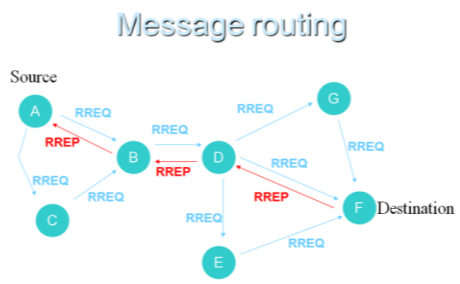 Message routing
Source
A
RREQ
G
RREQ
RREQ
RREP
B
D
RREQ
RREP
RREQ
RREQ
RREQ
RREP
C
RREQ
F Destination
RREQ
E